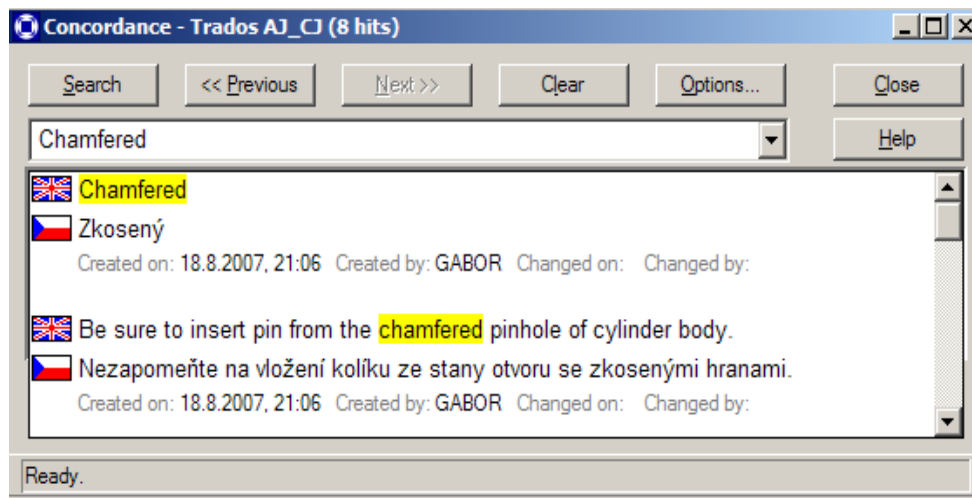 Concordance - Trados AJ_CJ (8 hits)
Search << Previous Next >> Clear Options... Close
Chamfered Help
Chamfered
Zkosený
Created on: 18.8.2007, 21:06 Created by: GABOR Changed on: Changed by:
Be sure to insert pin from the chamfered pinhole of cylinder body.
Nezapomeňte na vložení kolíku ze stany otvoru se zkosenými hranami.
Created on: 18.8.2007, 21:06 Created by: GABOR Changed on: Changed by:
Ready.